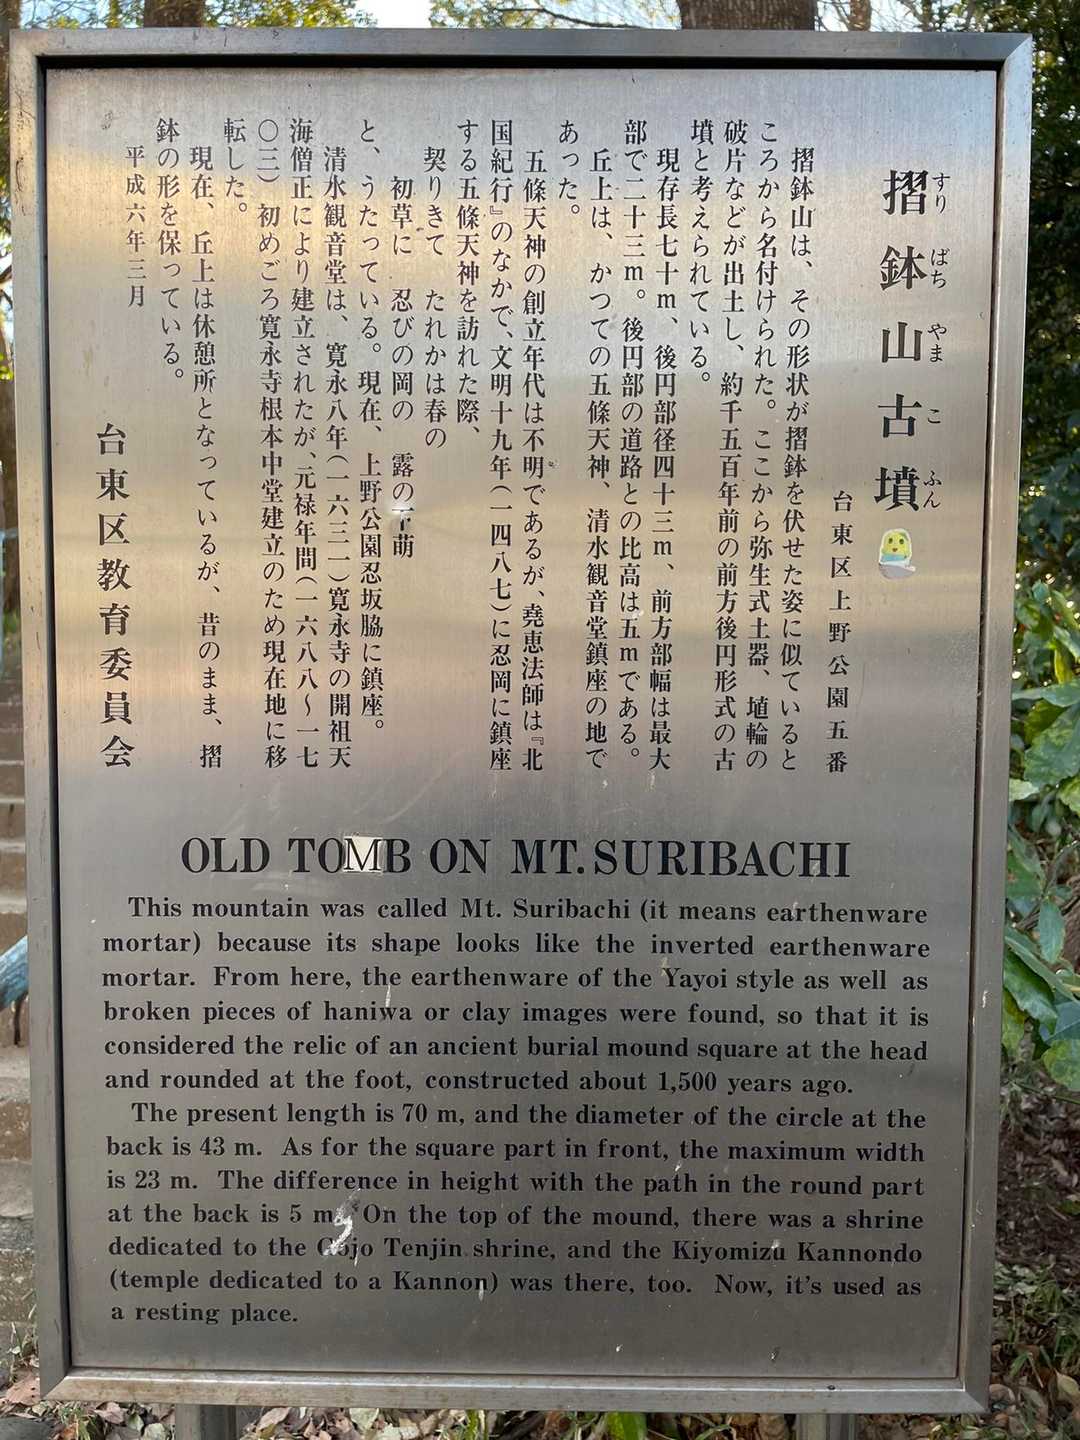 摺鉢山古墳
すりばちやまこふん
台東区上野公園五番
摺鉢山は、その形状が摺鉢を伏せた姿に似ていると
ころから名付けられた。ここから弥生式土器、埴輪の
破片などが出土し、約千五百年前の前方後円形式の古
墳と考えられている。
現存長七十m、後円部径四十三m、前方部幅は最大
部で二十三m。後円部の道路との比高は五mである。
丘上は、かつての五條天神、清水観音堂鎮座の地で
あった。
五條天神の創立年代は不明であるが、堯恵法師は『北
国紀行』のなかで、文明十九年(一四八七)に忍岡に鎮座
する五條天神を訪れた際、
契りきて たれかは春の
初草に 忍びの岡の 露の下萌
と、うたっている。現在、上野公園忍坂脇に鎮座。
清水観音堂は、寛永八年(一六三一)寛永寺の開祖天
海僧正により建立されたが、元禄年間(一六八八〜一七
〇三)初めごろ寛永寺根本中堂建立のため現在地に移
転した。
現在、丘上は休憩所となっているが、昔のまま、摺
鉢の形を保っている。
平成六年三月
台東区教育委員会
OLD TOMB ON MT. SURIBACHI
This mountain was called Mt. Suribachi (it means earthenware
mortar) because its shape looks like the inverted earthenware
mortar. From here, the earthenware of the Yayoi style as well as
broken pieces of haniwa or clay images were found, so that it is
considered the relic of an ancient burial mound square at the head
and rounded at the foot, constructed about 1,500 years ago.
The present length is 70 m, and the diameter of the circle at the
back is 43 m. As for the square part in front, the maximum width
is 23 m. The difference in height with the path in the round part
at the back is 5 m. On the top of the mound, there was a shrine
dedicated to the Gojo Tenjin shrine, and the Kiyomizu Kannondo
(temple dedicated to a Kannon) was there, too. Now, it's used as
a resting place.